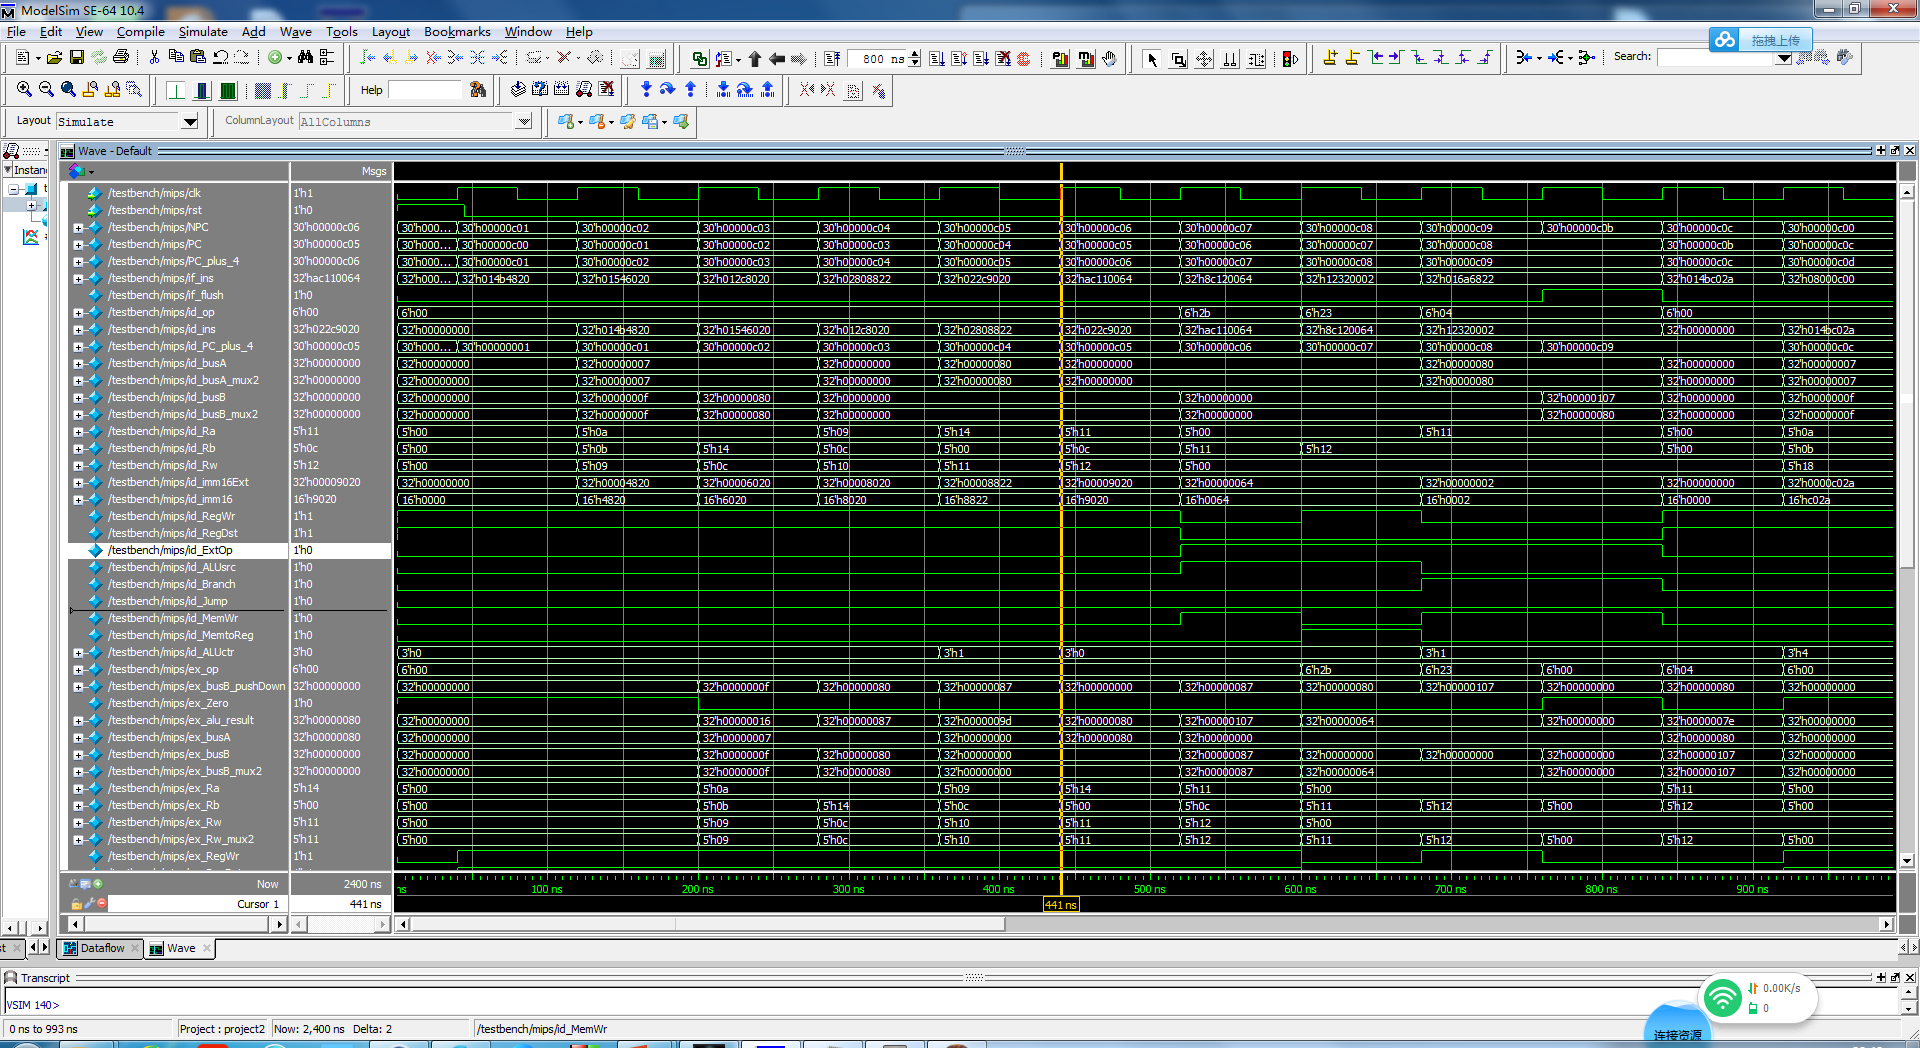 ModelSim SE-64 10.4
File Edit View Compile Simulate Add Wave Tools Layout Bookmarks Window Help
拖拽上传
800 ns
Search:
Help
Layout Simulate
ColumnLayout AllColumns
Wave - Default
Instanc
Msgs
/testbench/mips/clk 1'h1
/testbench/mips/rst 1'h0
/testbench/mips/NPC 30'h00000c06 30'h000... 30'h00000c01 30'h00000c02 30'h00000c03 30'h00000c04 30'h00000c05 30'h00000c06 30'h00000c07 30'h00000c08 30'h00000c09 30'h00000c0b 30'h00000c0c 30'h00000c00
/testbench/mips/PC 30'h00000c05 30'h000... 30'h00000c00 30'h00000c01 30'h00000c02 30'h00000c03 30'h00000c04 30'h00000c05 30'h00000c06 30'h00000c07 30'h00000c08 30'h00000c0b 30'h00000c0c
/testbench/mips/PC_plus_4 30'h00000c06 30'h000... 30'h00000c01 30'h00000c02 30'h00000c03 30'h00000c04 30'h00000c05 30'h00000c06 30'h00000c07 30'h00000c08 30'h00000c09 30'h00000c0c 30'h00000c0d
/testbench/mips/if_ins 32'hac110064 32'h000... 32'h014b4820 32'h01546020 32'h012c8020 32'h02808822 32'h022c9020 32'hac110064 32'h8c120064 32'h12320002 32'h016a6822 32'h014bc02a 32'h08000c00
/testbench/mips/if_flush 1'h0
/testbench/mips/id_op 6'h00 6'h00 6'h2b 6'h23 6'h04 6'h00
/testbench/mips/id_ins 32'h022c9020 32'h00000000 32'h014b4820 32'h01546020 32'h012c8020 32'h02808822 32'h022c9020 32'hac110064 32'h8c120064 32'h12320002 32'h00000000 32'h014bc02a
/testbench/mips/id_PC_plus_4 30'h00000c05 30'h000... 30'h00000001 30'h00000c01 30'h00000c02 30'h00000c03 30'h00000c04 30'h00000c05 30'h00000c06 30'h00000c07 30'h00000c08 30'h00000c09 30'h00000c0c
/testbench/mips/id_busA 32'h00000000 32'h00000000 32'h00000007 32'h00000000 32'h00000080 32'h00000000 32'h00000080 32'h00000000 32'h00000007
/testbench/mips/id_busA_mux2 32'h00000000 32'h00000000 32'h00000007 32'h00000000 32'h00000080 32'h00000000 32'h00000080 32'h00000000 32'h00000007
/testbench/mips/id_busB 32'h00000000 32'h00000000 32'h0000000f 32'h00000080 32'h00000000 32'h00000000 32'h00000107 32'h00000000 32'h0000000f
/testbench/mips/id_busB_mux2 32'h00000000 32'h00000000 32'h0000000f 32'h00000080 32'h00000000 32'h00000000 32'h00000080 32'h00000000 32'h0000000f
/testbench/mips/id_Ra 5'h11 5'h00 5'h0a 5'h09 5'h14 5'h11 5'h00 5'h11 5'h00 5'h0a
/testbench/mips/id_Rb 5'h0c 5'h00 5'h0b 5'h14 5'h0c 5'h00 5'h0c 5'h11 5'h12 5'h00 5'h0b
/testbench/mips/id_Rw 5'h12 5'h00 5'h09 5'h0c 5'h10 5'h11 5'h12 5'h00 5'h18
/testbench/mips/id_imm16Ext 32'h00009020 32'h00000000 32'h00004820 32'h00006020 32'h00008020 32'h00008822 32'h00009020 32'h00000064 32'h00000002 32'h00000000 32'h0000c02a
/testbench/mips/id_imm16 16'h9020 16'h0000 16'h4820 16'h6020 16'h8020 16'h8822 16'h9020 16'h0064 16'h0002 16'h0000 16'hc02a
/testbench/mips/id_RegWr 1'h1
/testbench/mips/id_RegDst 1'h1
/testbench/mips/id_ExtOp 1'h0
/testbench/mips/id_ALUsrc 1'h0
/testbench/mips/id_Branch 1'h0
/testbench/mips/id_Jump 1'h0
/testbench/mips/id_MemWr 1'h0
/testbench/mips/id_MemtoReg 1'h0
/testbench/mips/id_ALUctr 3'h0 3'h0 3'h1 3'h0 3'h1 3'h4
/testbench/mips/ex_op 6'h00 6'h00 6'h2b 6'h23 6'h00 6'h04 6'h00
/testbench/mips/ex_busB_pushDown 32'h00000000 32'h00000000 32'h0000000f 32'h00000080 32'h00000087 32'h00000000 32'h00000087 32'h00000080 32'h00000107 32'h00000000 32'h00000080 32'h00000000
/testbench/mips/ex_Zero 1'h0
/testbench/mips/ex_alu_result 32'h00000080 32'h00000000 32'h00000016 32'h00000087 32'h0000009d 32'h00000080 32'h00000107 32'h00000064 32'h00000000 32'h0000007e 32'h00000000
/testbench/mips/ex_busA 32'h00000080 32'h00000000 32'h00000007 32'h00000000 32'h00000080 32'h00000000 32'h00000080 32'h00000000
/testbench/mips/ex_busB 32'h00000000 32'h00000000 32'h0000000f 32'h00000080 32'h00000000 32'h00000087 32'h00000000 32'h00000000 32'h00000000 32'h00000107 32'h00000000
/testbench/mips/ex_busB_mux2 32'h00000000 32'h00000000 32'h0000000f 32'h00000080 32'h00000000 32'h00000087 32'h00000064 32'h00000000 32'h00000107 32'h00000000
/testbench/mips/ex_Ra 5'h14 5'h00 5'h0a 5'h09 5'h14 5'h11 5'h00 5'h11 5'h00
/testbench/mips/ex_Rb 5'h00 5'h00 5'h0b 5'h14 5'h0c 5'h00 5'h0c 5'h11 5'h12 5'h00 5'h12 5'h00
/testbench/mips/ex_Rw 5'h11 5'h00 5'h09 5'h0c 5'h10 5'h11 5'h12 5'h00
/testbench/mips/ex_Rw_mux2 5'h11 5'h00 5'h09 5'h0c 5'h10 5'h11 5'h12 5'h11 5'h12 5'h00 5'h12 5'h00
/testbench/mips/ex_RegWr 1'h1
Now 2400 ns ns 100 ns 200 ns 300 ns 400 ns 500 ns 600 ns 700 ns 800 ns 900 ns
Cursor 1 441 ns 441 ns
st Dataflow Wave
Transcript
VSIM 140>
0.00K/s
0
连接资源
0 ns to 993 ns Project : project2 Now: 2,400 ns Delta: 2 /testbench/mips/id_MemWr